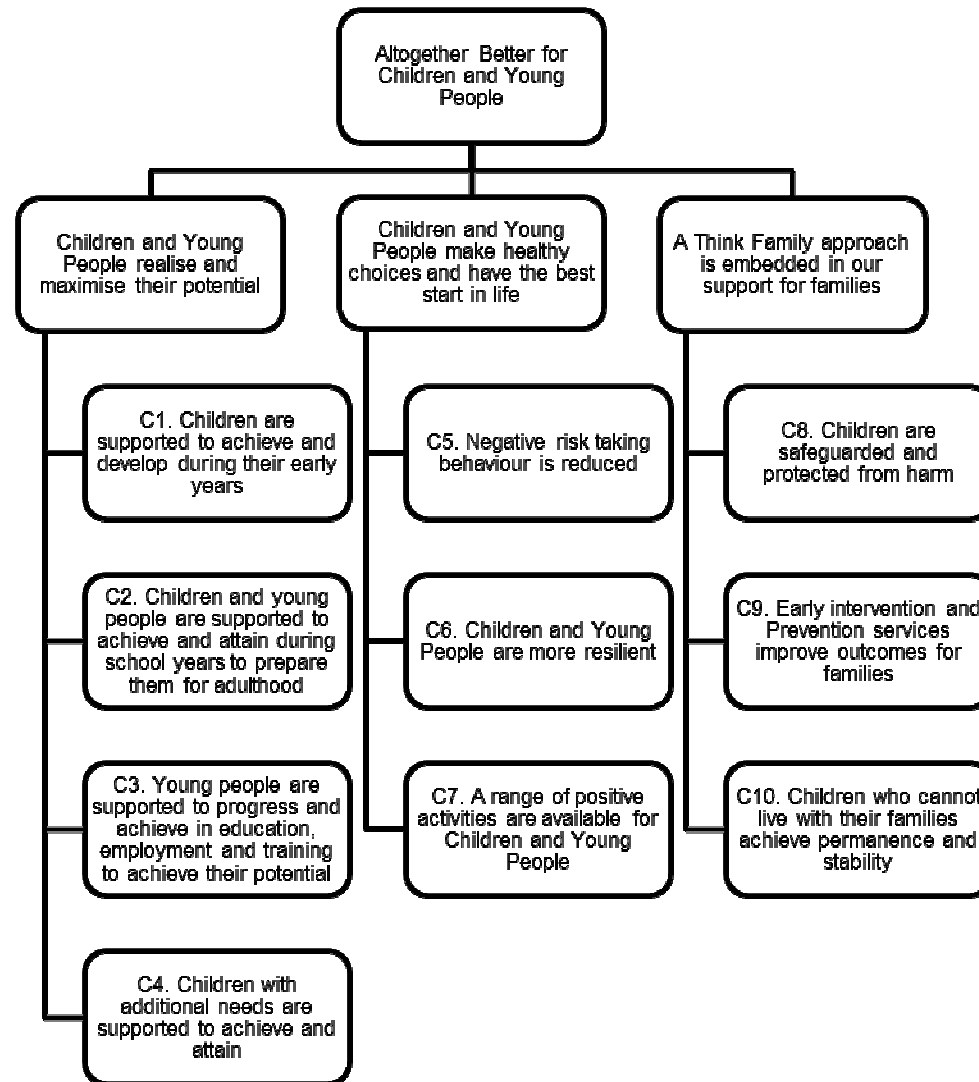 Altogether Better for
Children and Young
People
Children and Young
People realise and
maximise their potential
Children and Young
People make healthy
choices and have the best
start in life
A Think Family approach
is embedded in our
support for families
C1. Children are
supported to achieve and
develop during their early
years
C2. Children and young
people are supported to
achieve and attain during
school years to prepare
them for adulthood
C3. Young people are
supported to progress and
achieve in education,
employment and training
to achieve their potential
C4. Children with
additional needs are
supported to achieve and
attain
C5. Negative risk taking
behaviour is reduced
C6. Children and Young
People are more resilient
C7. A range of positive
activities are available for
Children and Young
People
C8. Children are
safeguarded and
protected from harm
C9. Early intervention and
Prevention services
improve outcomes for
families
C10. Children who cannot
live with their families
achieve permanence and
stability